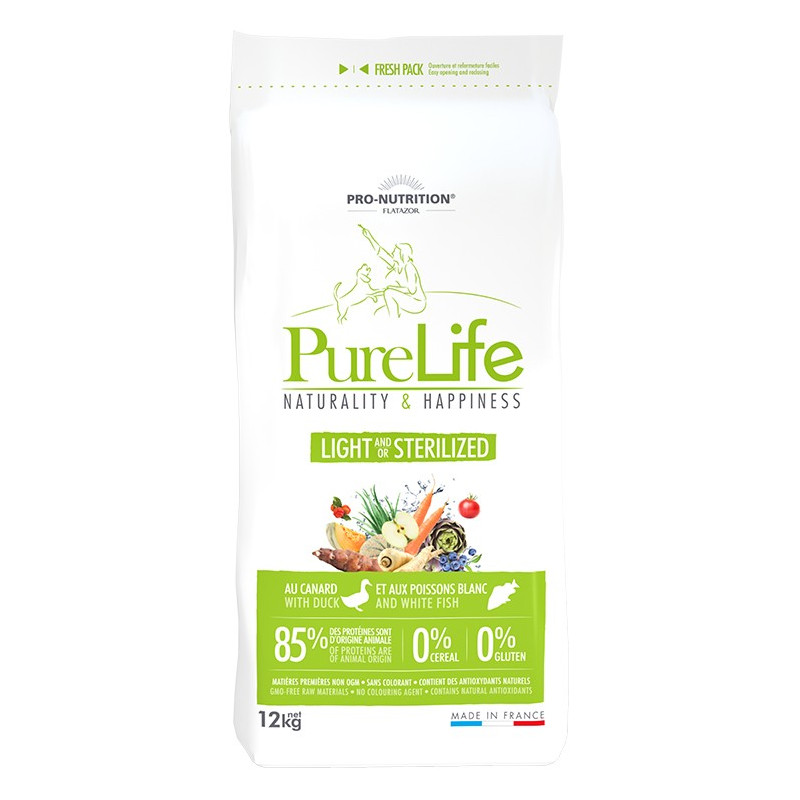 FRESH PACK
Ouverture et refermeture faciles
Easy opening and reclosing
PRO-NUTRITION®
FLATAZOR
PureLife
NATURALITY & HAPPINESS
LIGHT AND OR STERILIZED
AU CANARD
WITH DUCK
ET AUX POISSONS BLANC
AND WHITE FISH
85% DES PROTÉINES SONT
D'ORIGINE ANIMALE
OF PROTEINS ARE
OF ANIMAL ORIGIN
0%
CEREAL
0%
GLUTEN
MATIÈRES PREMIÈRES NON OGM • SANS COLORANT • CONTIENT DES ANTIOXYDANTS NATURELS
GMO-FREE RAW MATERIALS • NO COLOURING AGENT • CONTAINS NATURAL ANTIOXIDANTS
12kg net
MADE IN FRANCE